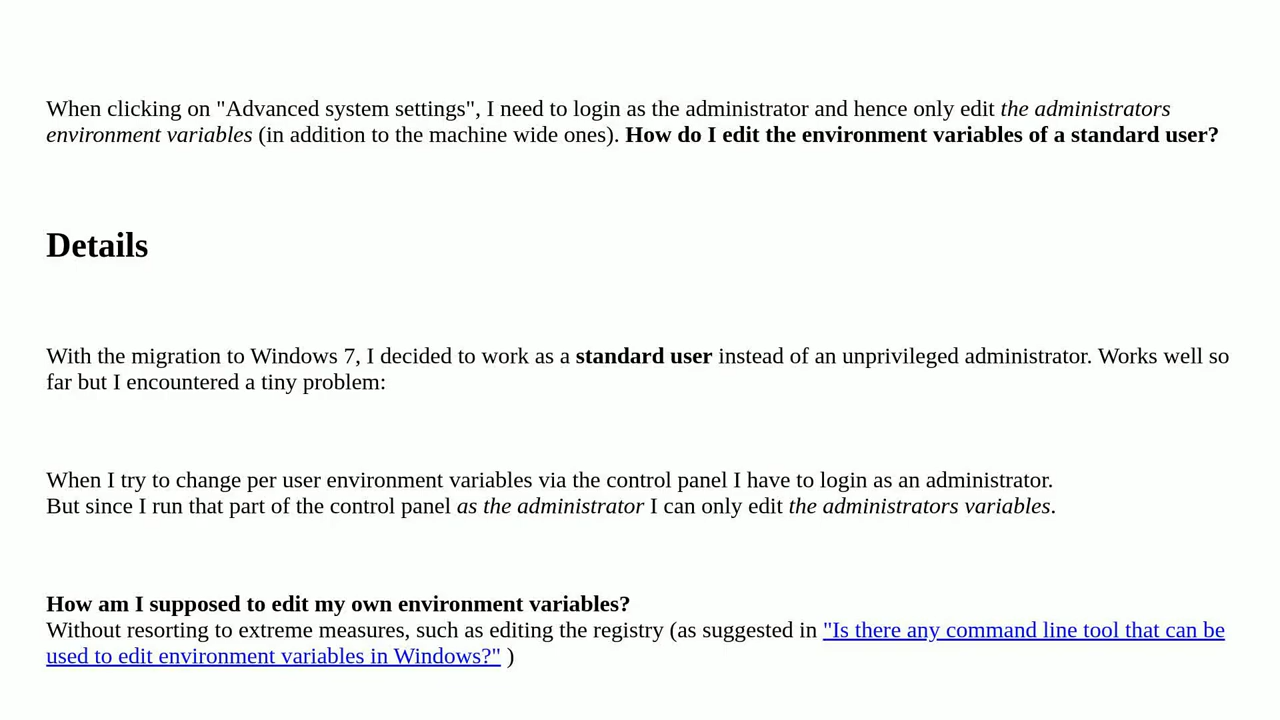 When clicking on "Advanced system settings", I need to login as the administrator and hence only edit the administrators
environment variables (in addition to the machine wide ones). How do I edit the environment variables of a standard user?
Details
With the migration to Windows 7, I decided to work as a standard user instead of an unprivileged administrator. Works well so
far but I encountered a tiny problem:
When I try to change per user environment variables via the control panel I have to login as an administrator.
But since I run that part of the control panel as the administrator I can only edit the administrators variables.
How am I supposed to edit my own environment variables?
Without resorting to extreme measures, such as editing the registry (as suggested in "Is there any command line tool that can be
used to edit environment variables in Windows?" )